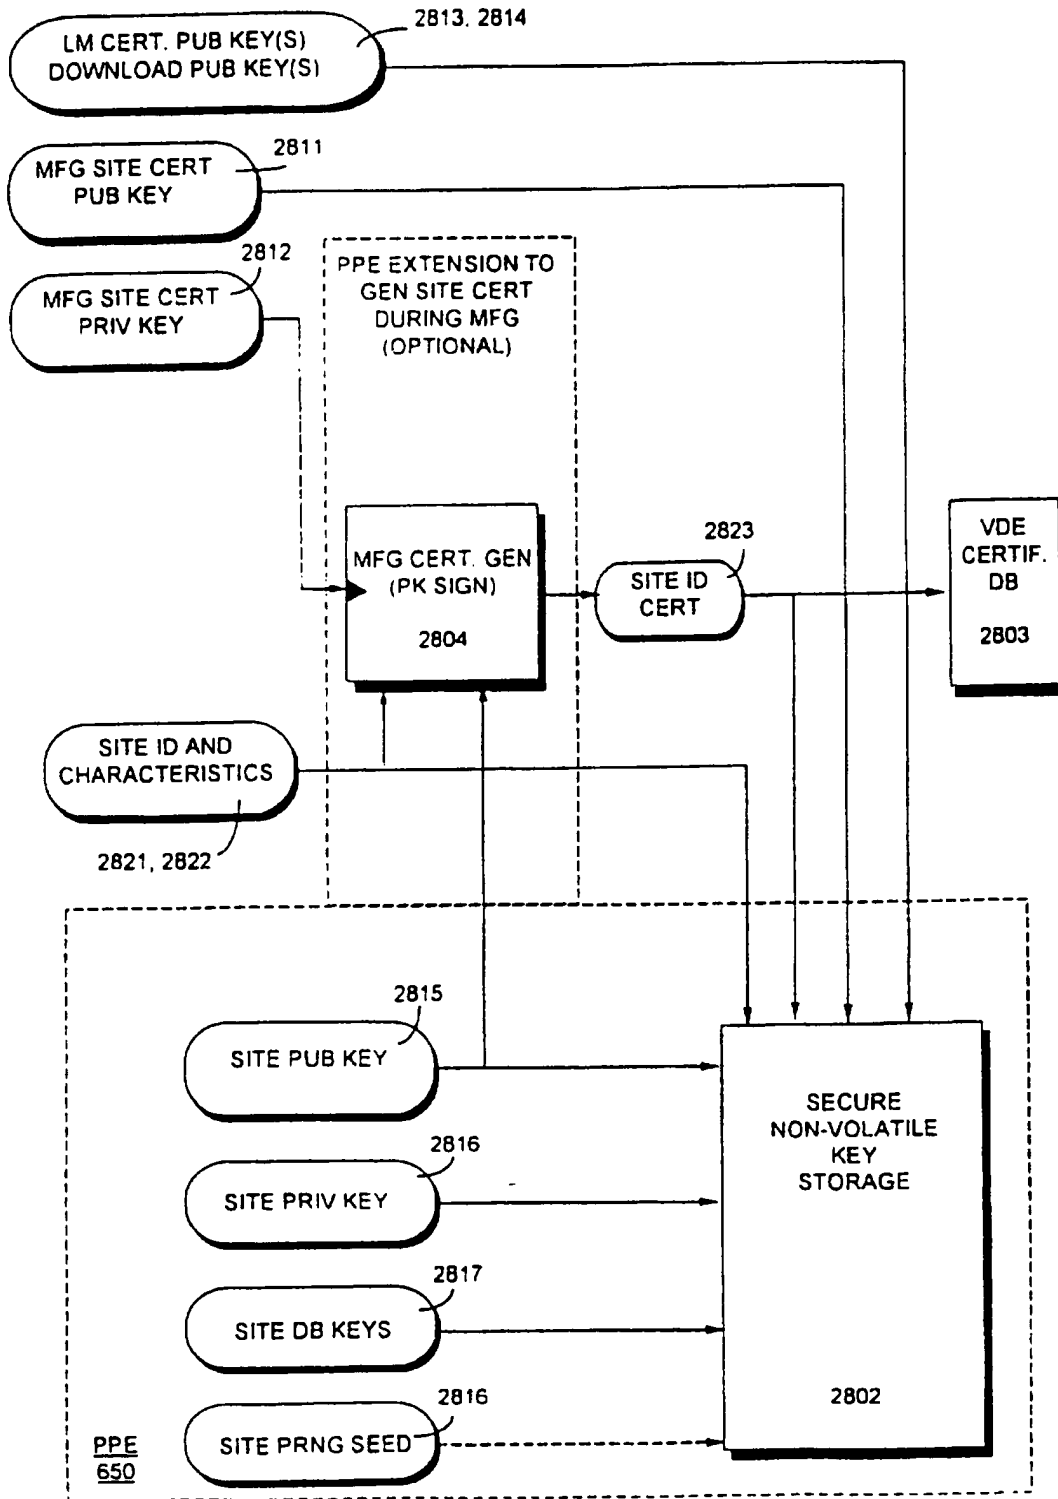 2813, 2814
LM CERT. PUB KEY(S)
DOWNLOAD PUB KEY(S)
2811
MFG SITE CERT
PUB KEY
2812
MFG SITE CERT
PRIV KEY
PPE EXTENSION TO
GEN SITE CERT
DURING MFG
(OPTIONAL)
MFG CERT. GEN
(PK SIGN)
2804
2823
SITE ID
CERT
VDE
CERTIF.
DB
2803
SITE ID AND
CHARACTERISTICS
2821, 2822
2815
SITE PUB KEY
2816
SITE PRIV KEY
2817
SITE DB KEYS
2816
SITE PRNG SEED
SECURE
NON-VOLATILE
KEY
STORAGE
2802
PPE
650